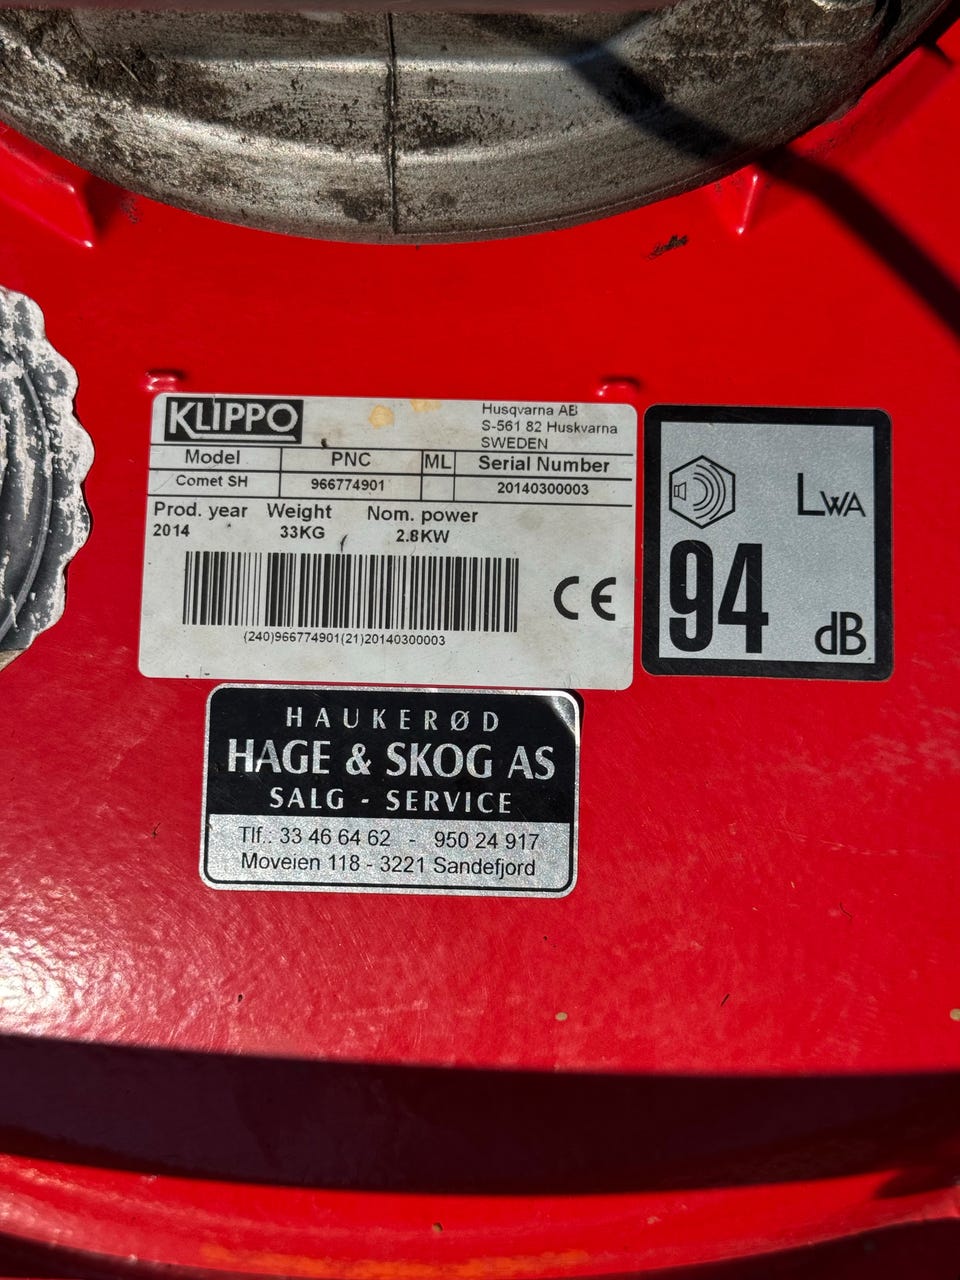 KLIPPO
Husqvarna AB
S-561 82 Huskvarna
SWEDEN
Model PNC ML Serial Number
Comet SH 966774901 20140300003
Prod. year Weight Nom. power
2014 33KG 2.8KW
CE
(240)966774901(21)20140300003
LWA
94
dB
HAUKERØD
HAGE & SKOG AS
SALG - SERVICE
Tlf.: 33 46 64 62 - 950 24 917
Moveien 118 - 3221 Sandefjord